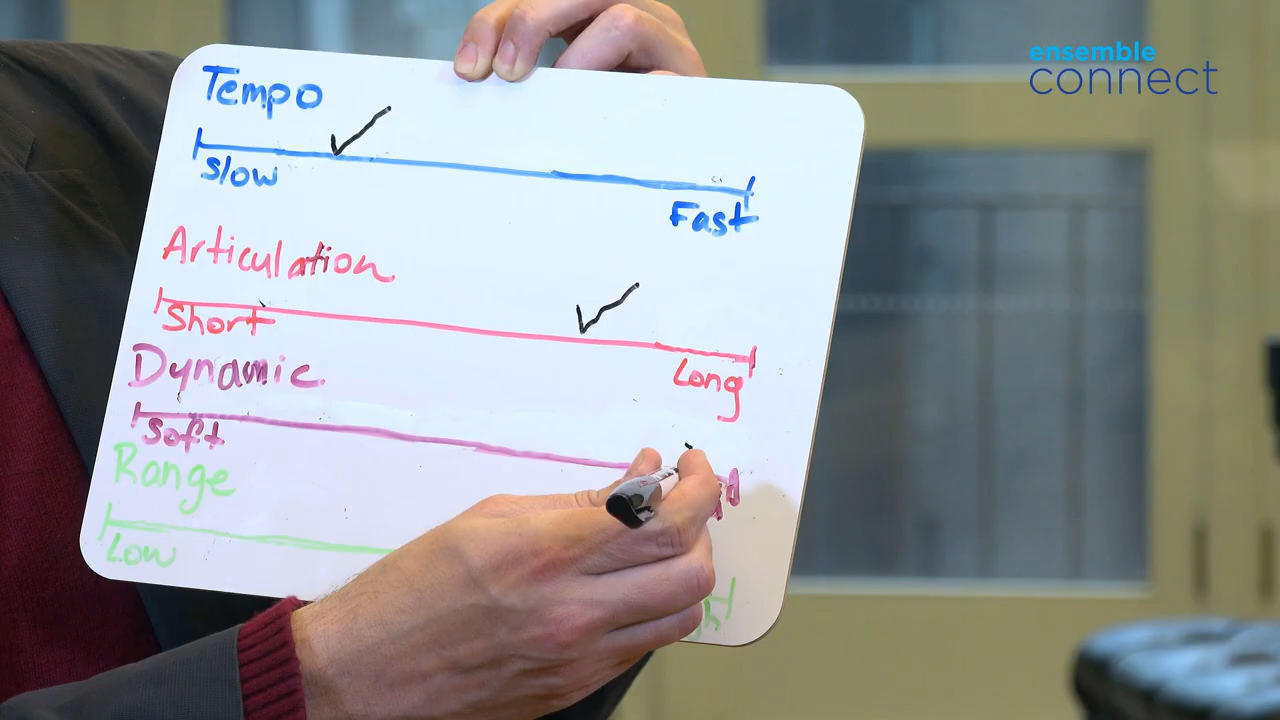 ensemble
connect
Tempo
Slow
Fast
Articulation
Short
Long
Dynamic
Soft
Range
Low